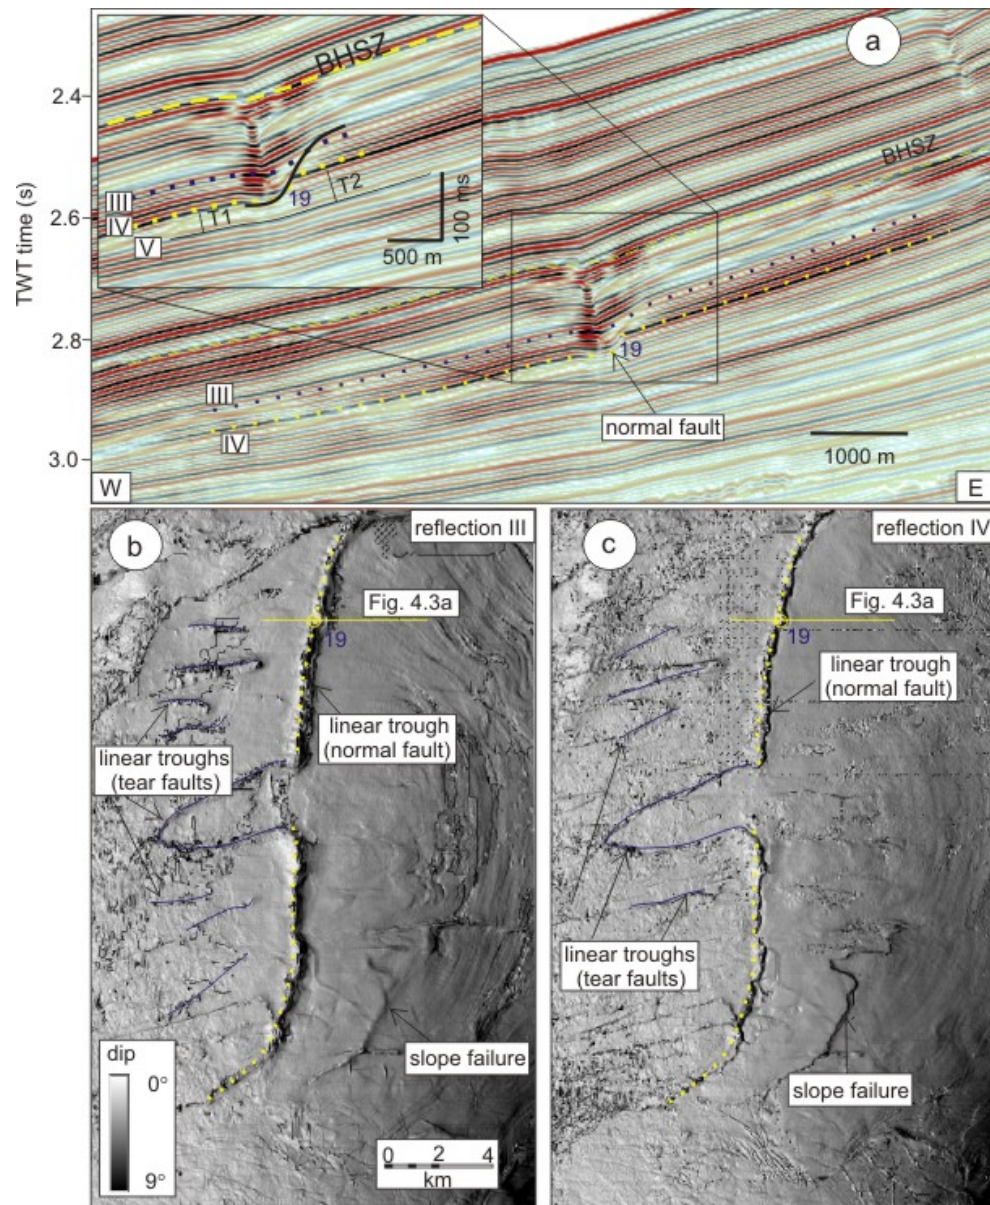 a
BHSZ
2.4
III
19
T2
BHSZ
IV
T1
100 ms
V
2.6
500 m
TWT time (s)
2.8
19
III
normal fault
IV
3.0
1000 m
W
E
b
reflection III
c
reflection IV
Fig. 4.3a
Fig. 4.3a
19
19
linear trough
(normal fault)
linear trough
(normal fault)
linear troughs
(tear faults)
linear troughs
(tear faults)
slope failure
slope failure
dip
0°
9°
0 2 4
km